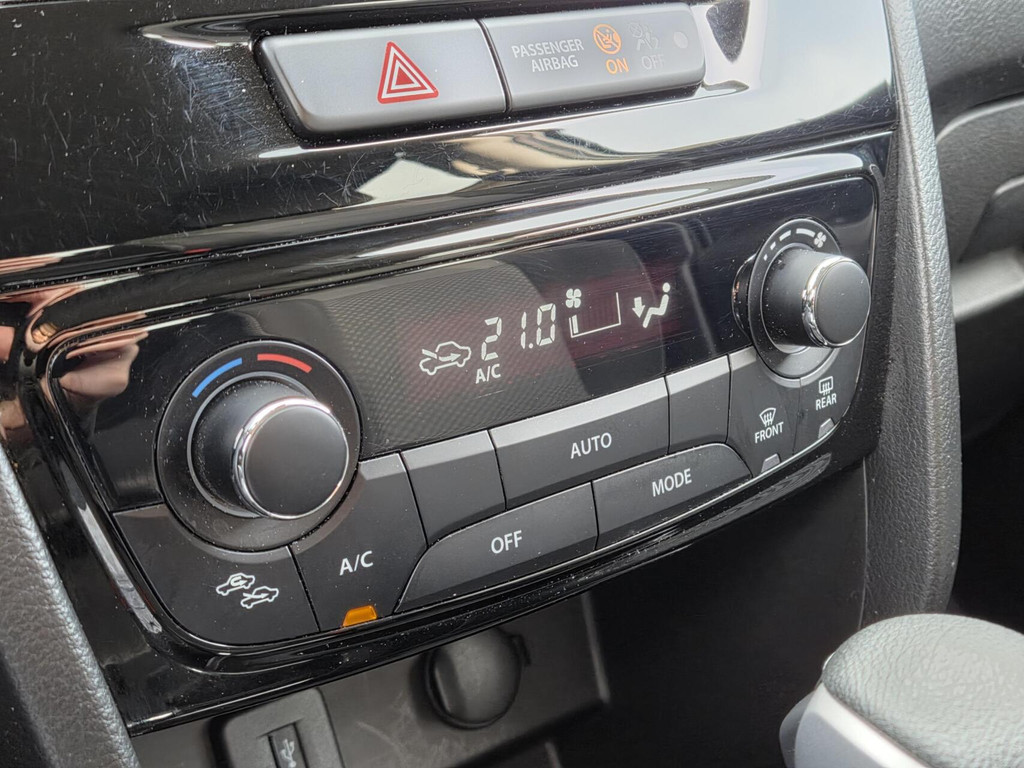 PASSENGER
AIRBAG
ON
OFF
21.0
A/C
AUTO
MODE
FRONT
REAR
A/C
OFF